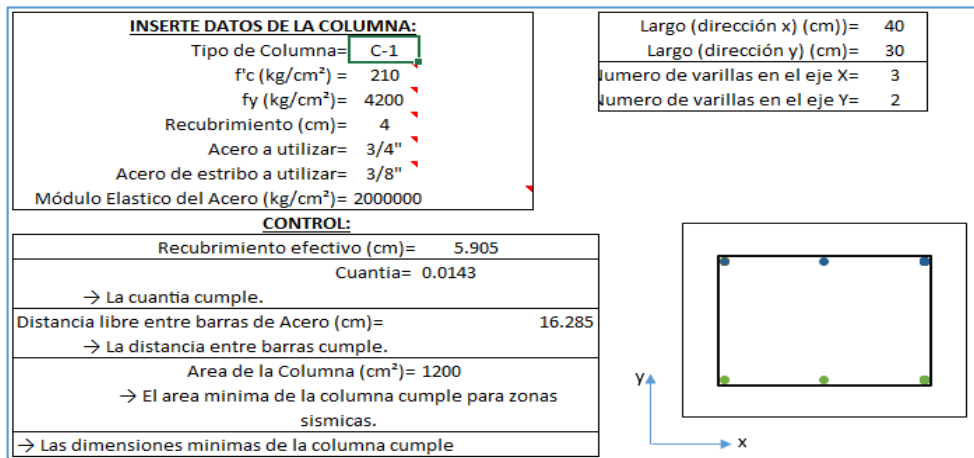 INSERTE DATOS DE LA COLUMNA:
Tipo de Columna= C-1
f'c (kg/cm²) = 210
fy (kg/cm²)= 4200
Recubrimiento (cm)= 4
Acero a utilizar= 3/4"
Acero de estribo a utilizar= 3/8"
Módulo Elastico del Acero (kg/cm²)= 2000000
Largo (dirección x) (cm))= 40
Largo (dirección y) (cm)= 30
Numero de varillas en el eje X= 3
Numero de varillas en el eje Y= 2
CONTROL:
Recubrimiento efectivo (cm)= 5.905
Cuantia= 0.0143
→ La cuantía cumple.
Distancia libre entre barras de Acero (cm)= 16.285
→ La distancia entre barras cumple.
Area de la Columna (cm²)= 1200
→ El area minima de la columna cumple para zonas
sismicas.
→ Las dimensiones minimas de la columna cumple
y
x